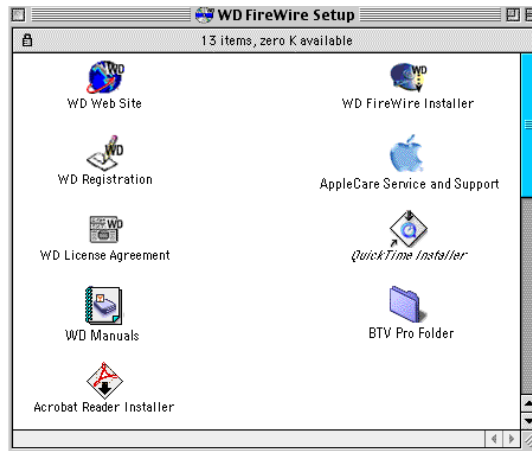 WD FireWire Setup
13 items, zero K available
WD Web Site
WD FireWire Installer
WD Registration
AppleCare Service and Support
WD License Agreement
QuickTime Installer
WD Manuals
BTV Pro Folder
Acrobat Reader Installer